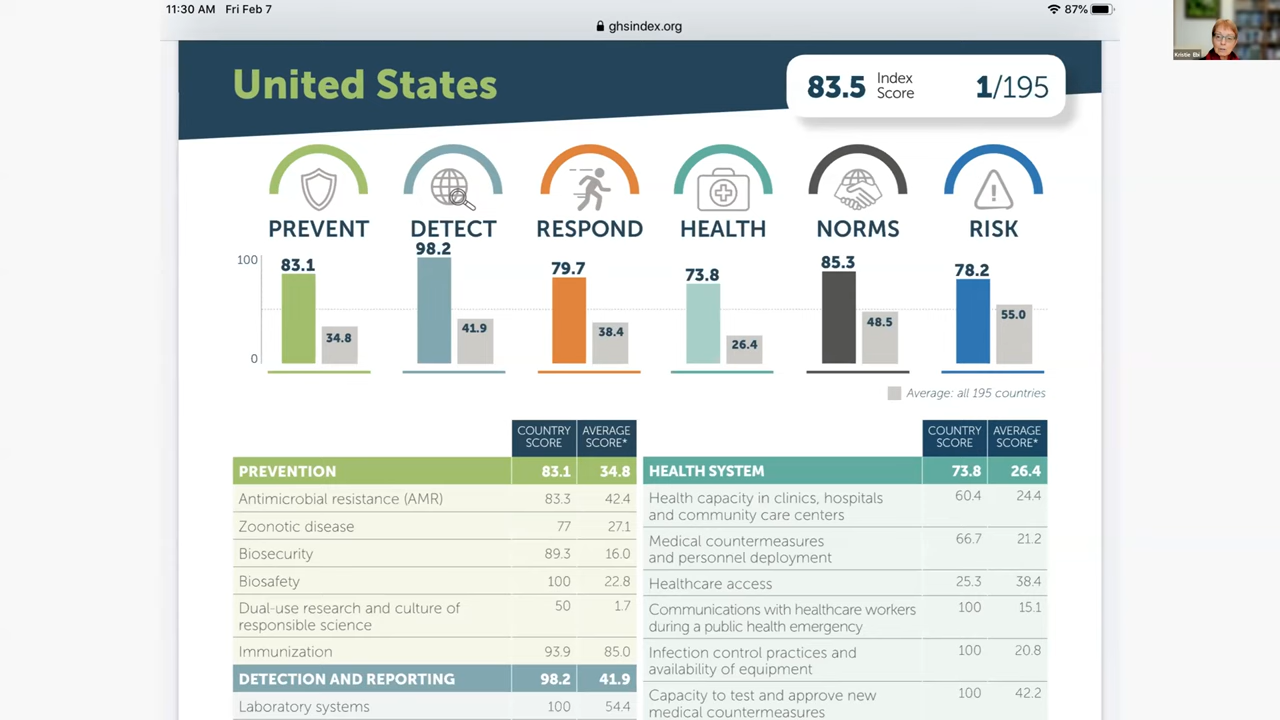 11:30 AM Fri Feb 7
87%
ghsindex.org
Kristie Ebi
United States
83.5 Index Score 1/195
PREVENT DETECT RESPOND HEALTH NORMS RISK
100
0
83.1 34.8
98.2 41.9
79.7 38.4
73.8 26.4
85.3 48.5
78.2 55.0
Average: all 195 countries
COUNTRY SCORE AVERAGE SCORE*
PREVENTION 83.1 34.8
Antimicrobial resistance (AMR) 83.3 42.4
Zoonotic disease 77 27.1
Biosecurity 89.3 16.0
Biosafety 100 22.8
Dual-use research and culture of
responsible science 50 1.7
Immunization 93.9 85.0
DETECTION AND REPORTING 98.2 41.9
Laboratory systems 100 54.4
COUNTRY SCORE AVERAGE SCORE*
HEALTH SYSTEM 73.8 26.4
Health capacity in clinics, hospitals
and community care centers 60.4 24.4
Medical countermeasures
and personnel deployment 66.7 21.2
Healthcare access 25.3 38.4
Communications with healthcare workers
during a public health emergency 100 15.1
Infection control practices and
availability of equipment 100 20.8
Capacity to test and approve new
medical countermeasures 100 42.2